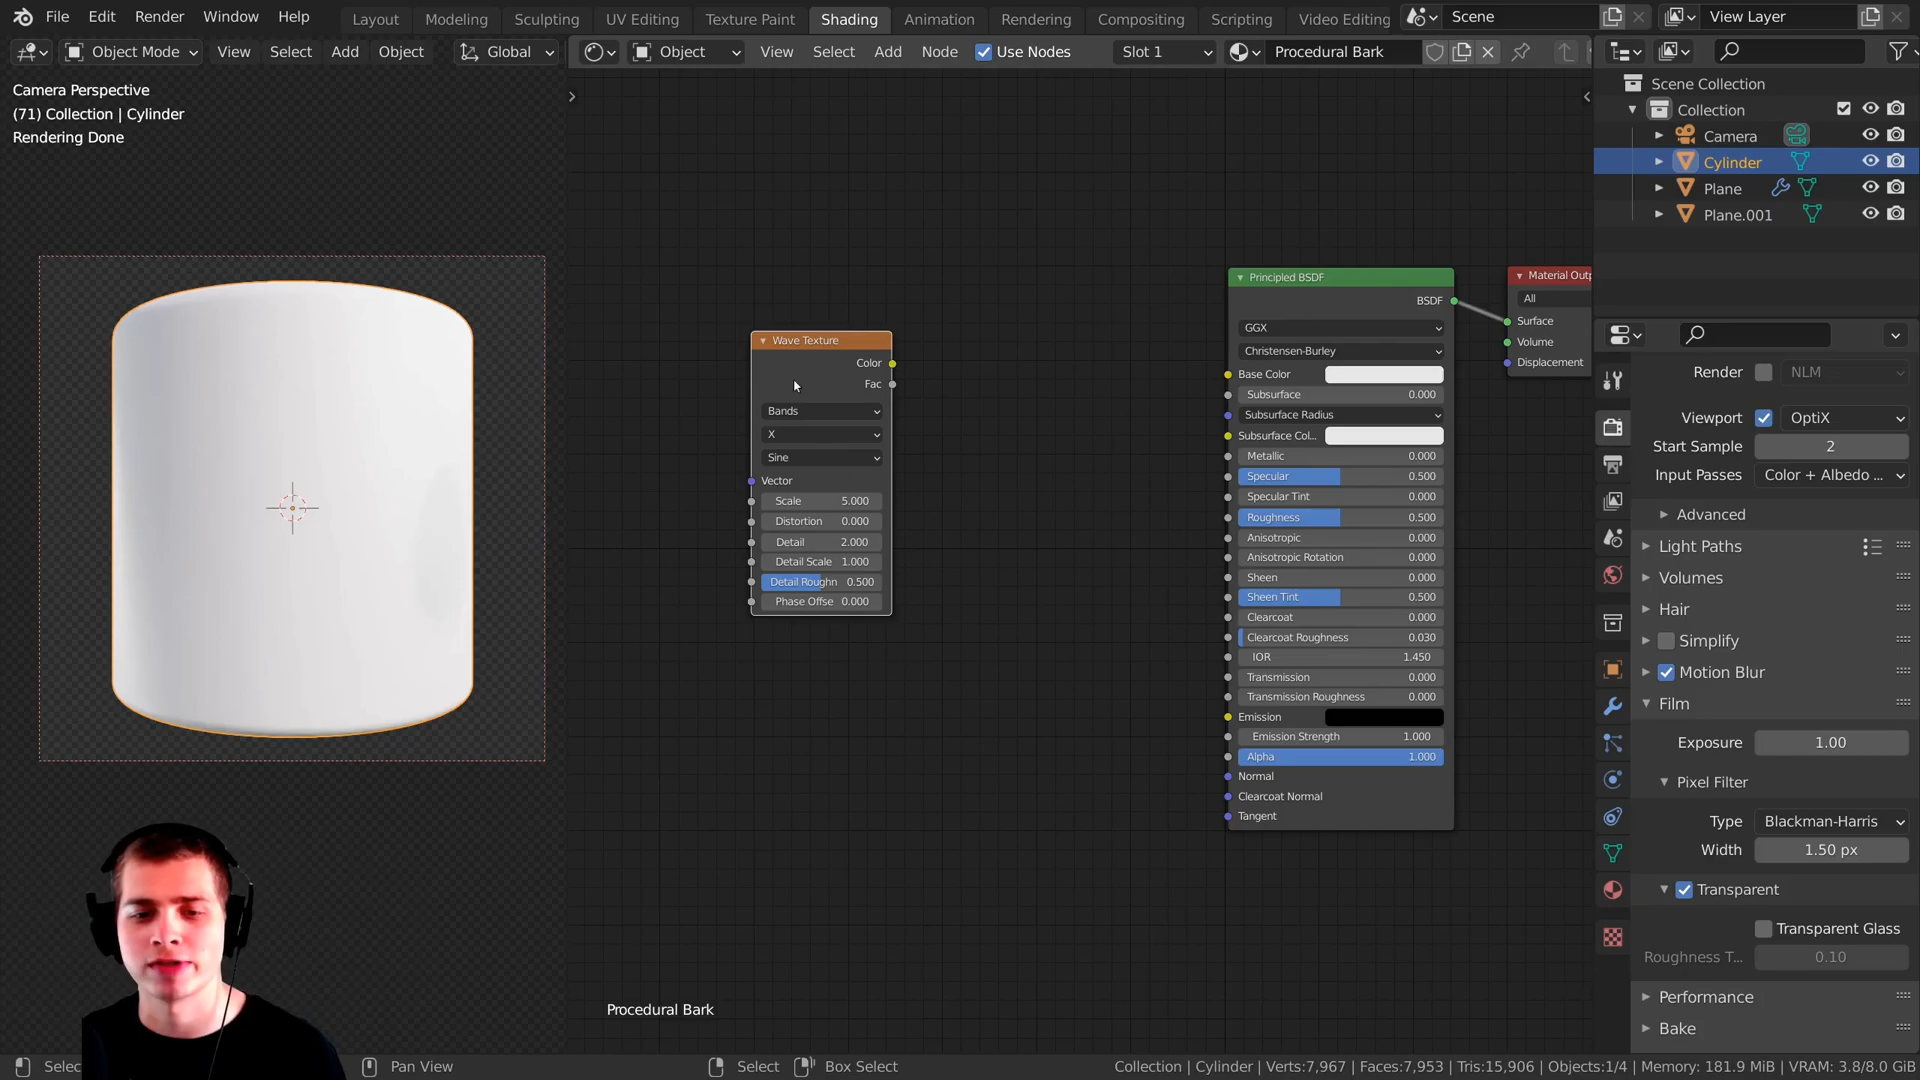 File Edit Render Window Help Layout Modeling Sculpting UV Editing Texture Paint Shading Animation Rendering Compositing Scripting Video Editing Scene View Layer
Object Mode View Select Add Object Global Object View Select Add Node Use Nodes Slot 1 Procedural Bark
Camera Perspective
(71) Collection | Cylinder
Rendering Done
Wave Texture
Color
Fac
Bands
X
Sine
Vector
Scale 5.000
Distortion 0.000
Detail 2.000
Detail Scale 1.000
Detail Roughn 0.500
Phase Offse 0.000
Principled BSDF
BSDF
GGX
Christensen-Burley
Base Color
Subsurface 0.000
Subsurface Radius
Subsurface Col...
Metallic 0.000
Specular 0.500
Specular Tint 0.000
Roughness 0.500
Anisotropic 0.000
Anisotropic Rotation 0.000
Sheen 0.000
Sheen Tint 0.500
Clearcoat 0.000
Clearcoat Roughness 0.030
IOR 1.450
Transmission 0.000
Transmission Roughness 0.000
Emission
Emission Strength 1.000
Alpha 1.000
Normal
Clearcoat Normal
Tangent
Material Outp
All
Surface
Volume
Displacement
Procedural Bark
Scene Collection
Collection
Camera
Cylinder
Plane
Plane.001
Render NLM
Viewport OptiX
Start Sample 2
Input Passes Color + Albedo ...
Advanced
Light Paths
Volumes
Hair
Simplify
Motion Blur
Film
Exposure 1.00
Pixel Filter
Type Blackman-Harris
Width 1.50 px
Transparent
Transparent Glass
Roughness T... 0.10
Performance
Bake
Selec Pan View Select Box Select Collection | Cylinder | Verts:7,967 | Faces:7,953 | Tris:15,906 | Objects:1/4 | Memory: 181.9 MiB | VRAM: 3.8/8.0 GiB